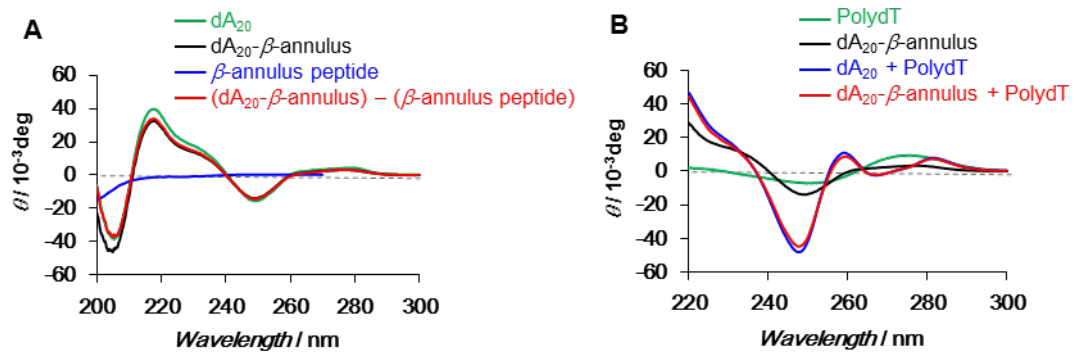 A
dA₂₀
dA₂₀-β-annulus
β-annulus peptide
(dA₂₀-β-annulus) – (β-annulus peptide)
θ / 10⁻³deg
60
40
20
0
-20
-40
-60
200 220 240 260 280 300
Wavelength / nm
B
PolydT
dA₂₀-β-annulus
dA₂₀ + PolydT
dA₂₀-β-annulus + PolydT
θ / 10⁻³deg
60
40
20
0
-20
-40
-60
220 240 260 280 300
Wavelength / nm